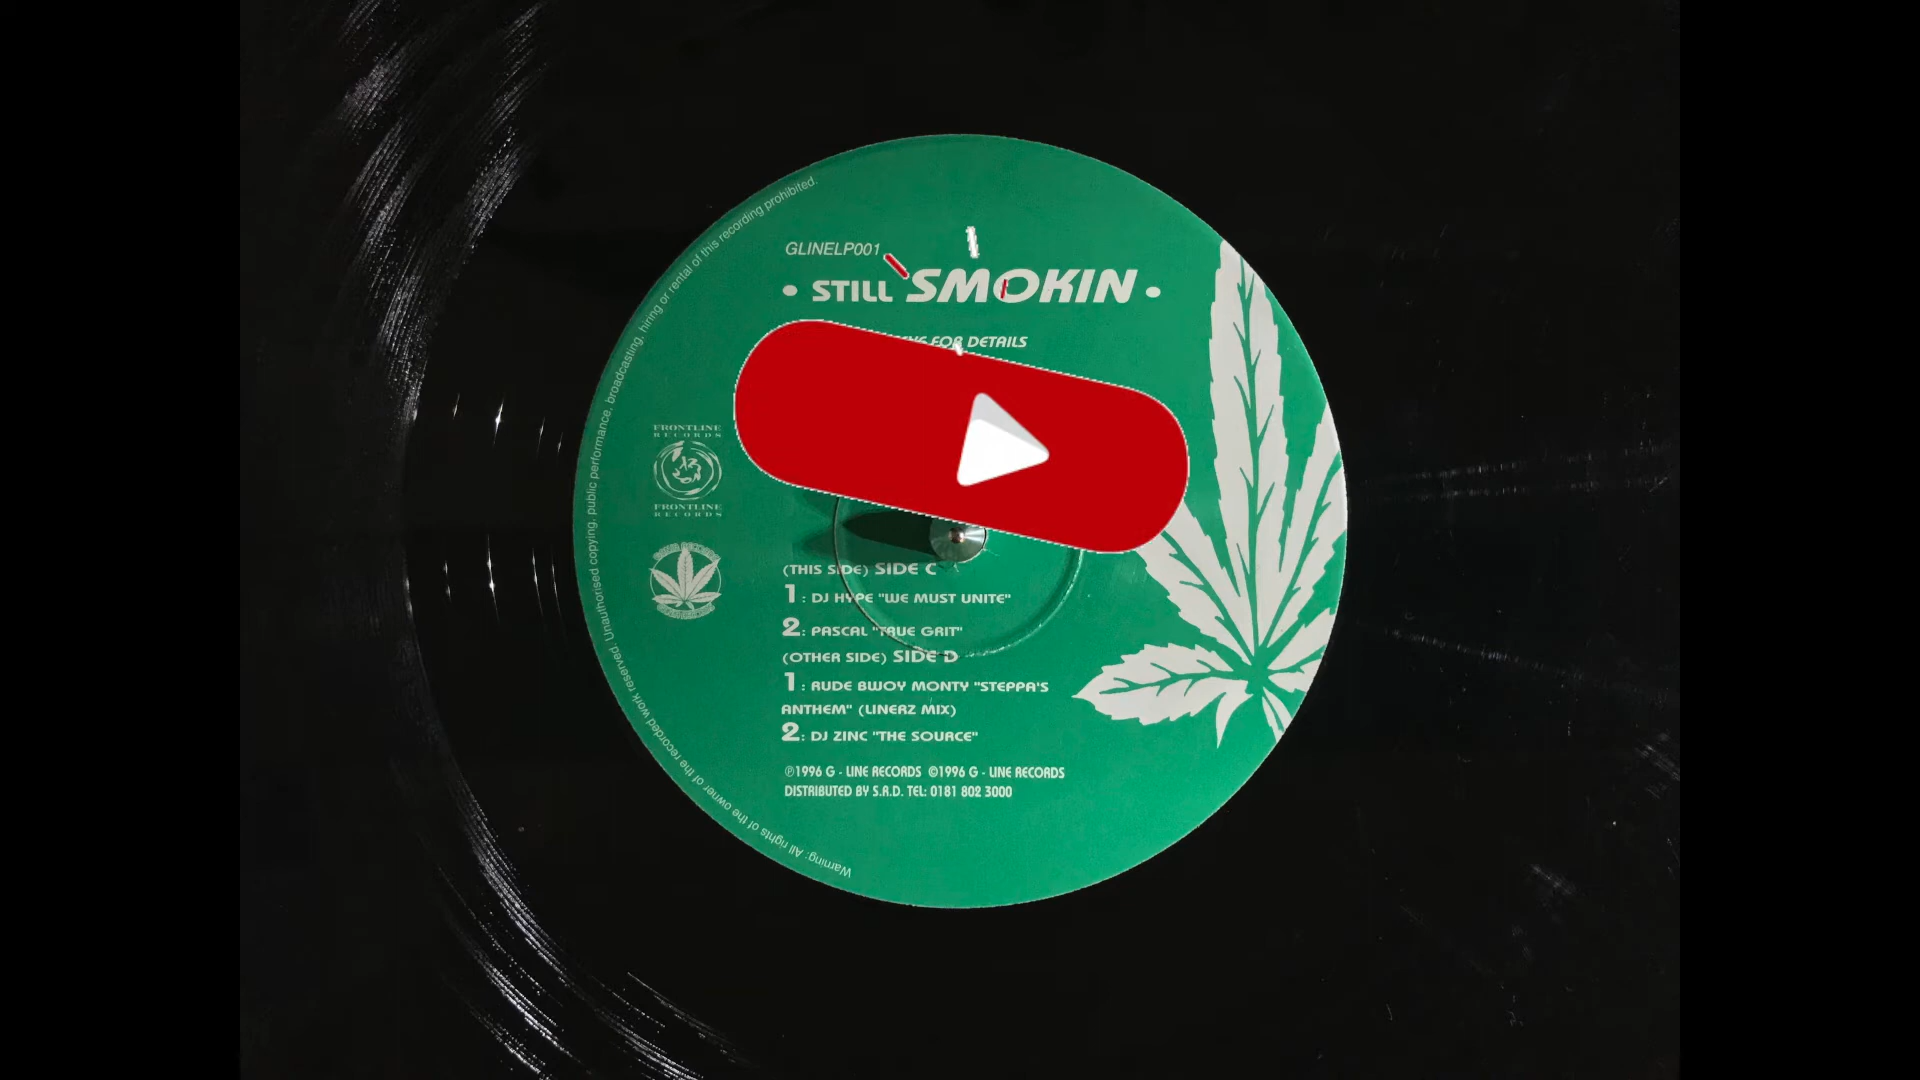 GLINELP001
• STILL SMOKIN •
FOR DETAILS
FRONTLINE
RECORDS
FRONTLINE
RECORDS
(THIS SIDE) SIDE C
1: DJ HYPE "WE MUST UNITE"
2: PASCAL "TRUE GRIT"
(OTHER SIDE) SIDE D
1: RUDE BWOY MONTY "STEPPA'S
ANTHEM" (LINERZ MIX)
2: DJ ZINC "THE SOURCE"
℗1996 G - LINE RECORDS ©1996 G - LINE RECORDS
DISTRIBUTED BY S.R.D. TEL: 0181 802 3000
Warning: All rights of the owner of the recorded work reserved. Unauthorised copying, public performance, broadcasting, hiring or rental of this recording prohibited.